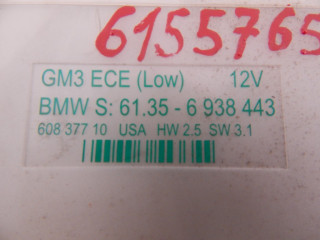 6155765
GM3 ECE (Low) 12V
BMW S: 61.35 - 6 938 443
608 377 10 USA HW 2.5 SW 3.1